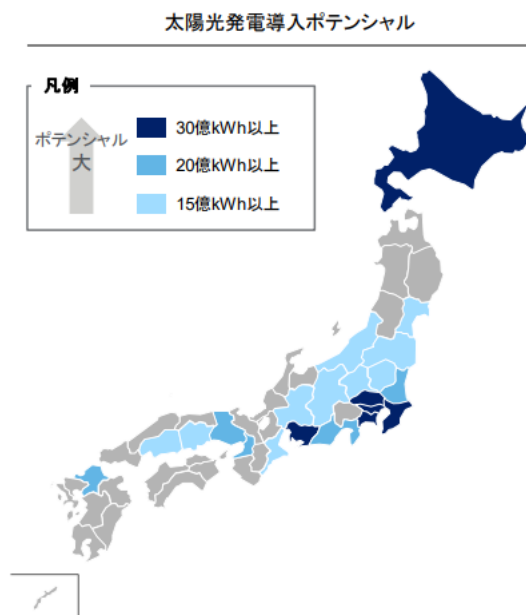 太陽光発電導入ポテンシャル
凡例
ポテンシャル
大
30億kWh以上
20億kWh以上
15億kWh以上